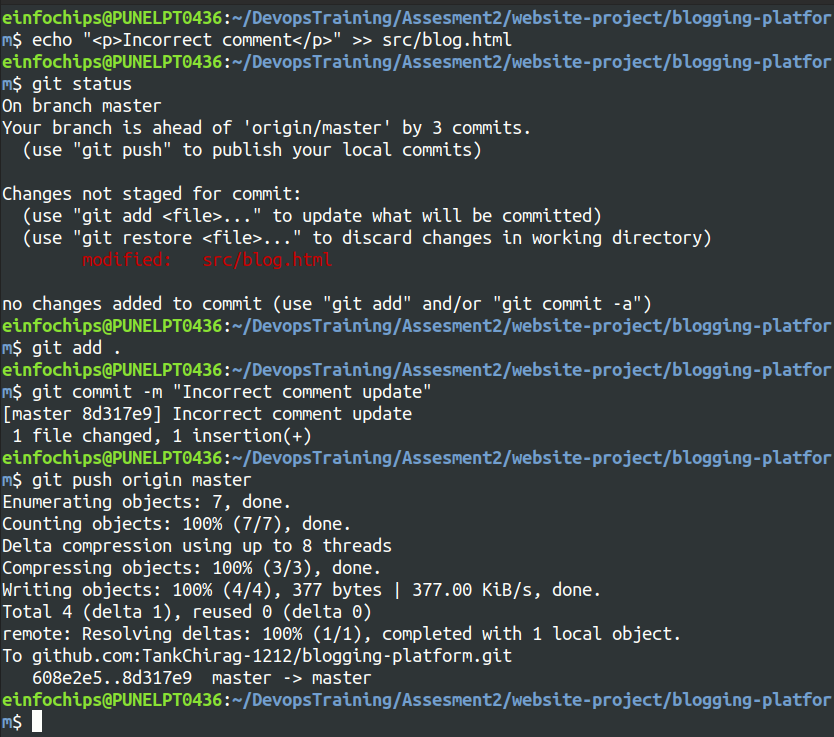 einfochips@PUNELPT0436:~/DevopsTraining/Assesment2/website-project/blogging-platfor
m$ echo "<p>Incorrect comment</p>" >> src/blog.html
einfochips@PUNELPT0436:~/DevopsTraining/Assesment2/website-project/blogging-platfor
m$ git status
On branch master
Your branch is ahead of 'origin/master' by 3 commits.
  (use "git push" to publish your local commits)

Changes not staged for commit:
  (use "git add <file>..." to update what will be committed)
  (use "git restore <file>..." to discard changes in working directory)
        modified:   src/blog.html

no changes added to commit (use "git add" and/or "git commit -a")
einfochips@PUNELPT0436:~/DevopsTraining/Assesment2/website-project/blogging-platfor
m$ git add .
einfochips@PUNELPT0436:~/DevopsTraining/Assesment2/website-project/blogging-platfor
m$ git commit -m "Incorrect comment update"
[master 8d317e9] Incorrect comment update
 1 file changed, 1 insertion(+)
einfochips@PUNELPT0436:~/DevopsTraining/Assesment2/website-project/blogging-platfor
m$ git push origin master
Enumerating objects: 7, done.
Counting objects: 100% (7/7), done.
Delta compression using up to 8 threads
Compressing objects: 100% (3/3), done.
Writing objects: 100% (4/4), 377 bytes | 377.00 KiB/s, done.
Total 4 (delta 1), reused 0 (delta 0)
remote: Resolving deltas: 100% (1/1), completed with 1 local object.
To github.com:TankChirag-1212/blogging-platform.git
   608e2e5..8d317e9  master -> master
einfochips@PUNELPT0436:~/DevopsTraining/Assesment2/website-project/blogging-platfor
m$